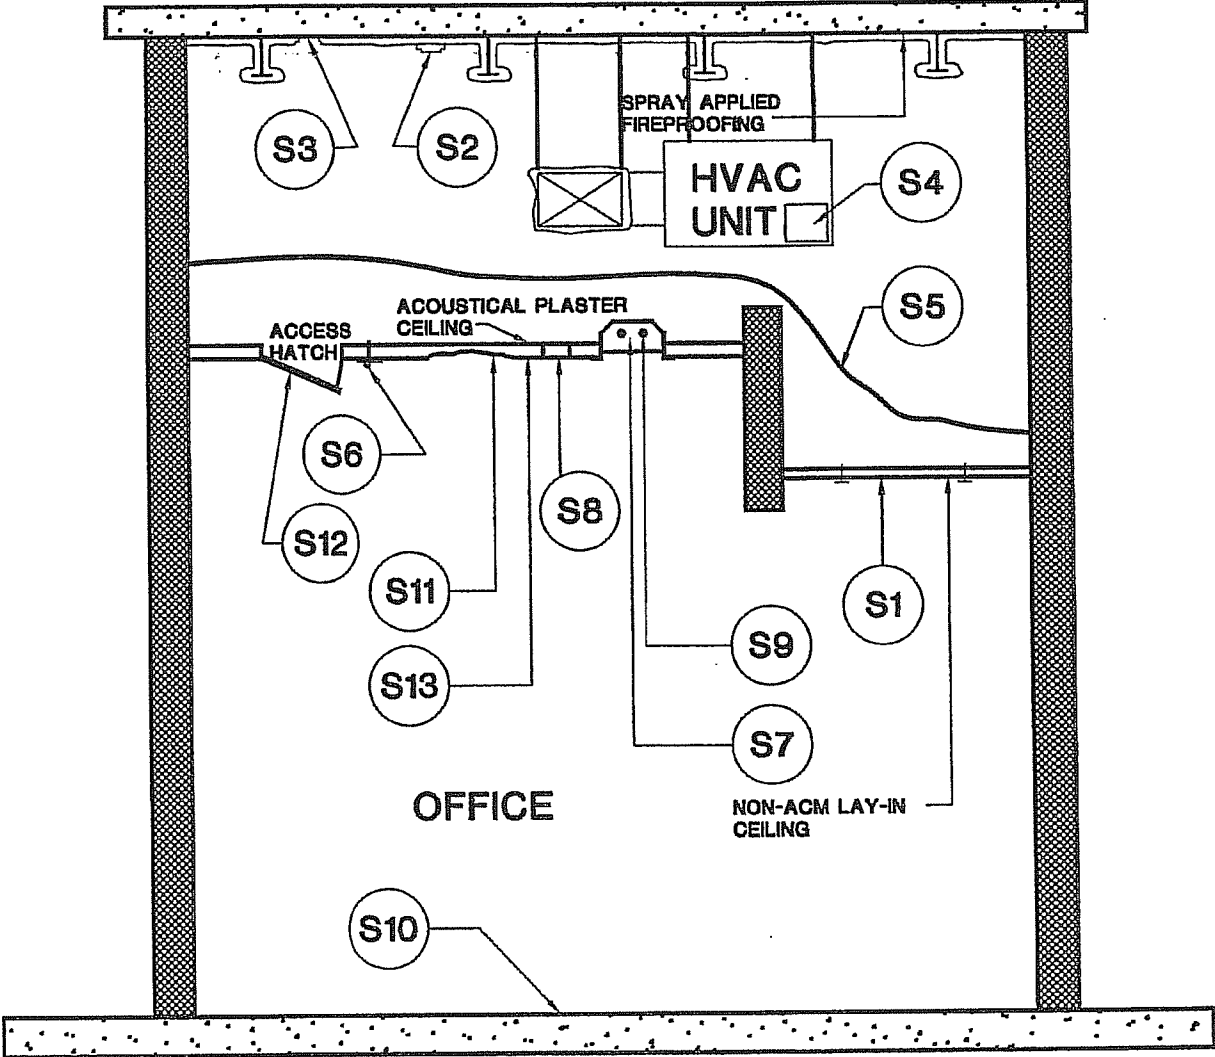 SPRAY APPLIED
FIREPROOFING
S3
S2
HVAC
UNIT
S4
S5
ACOUSTICAL PLASTER
CEILING
ACCESS
HATCH
S6
S8
S12
S11
S1
S9
S13
S7
OFFICE
NON-ACM LAY-IN
CEILING
S10